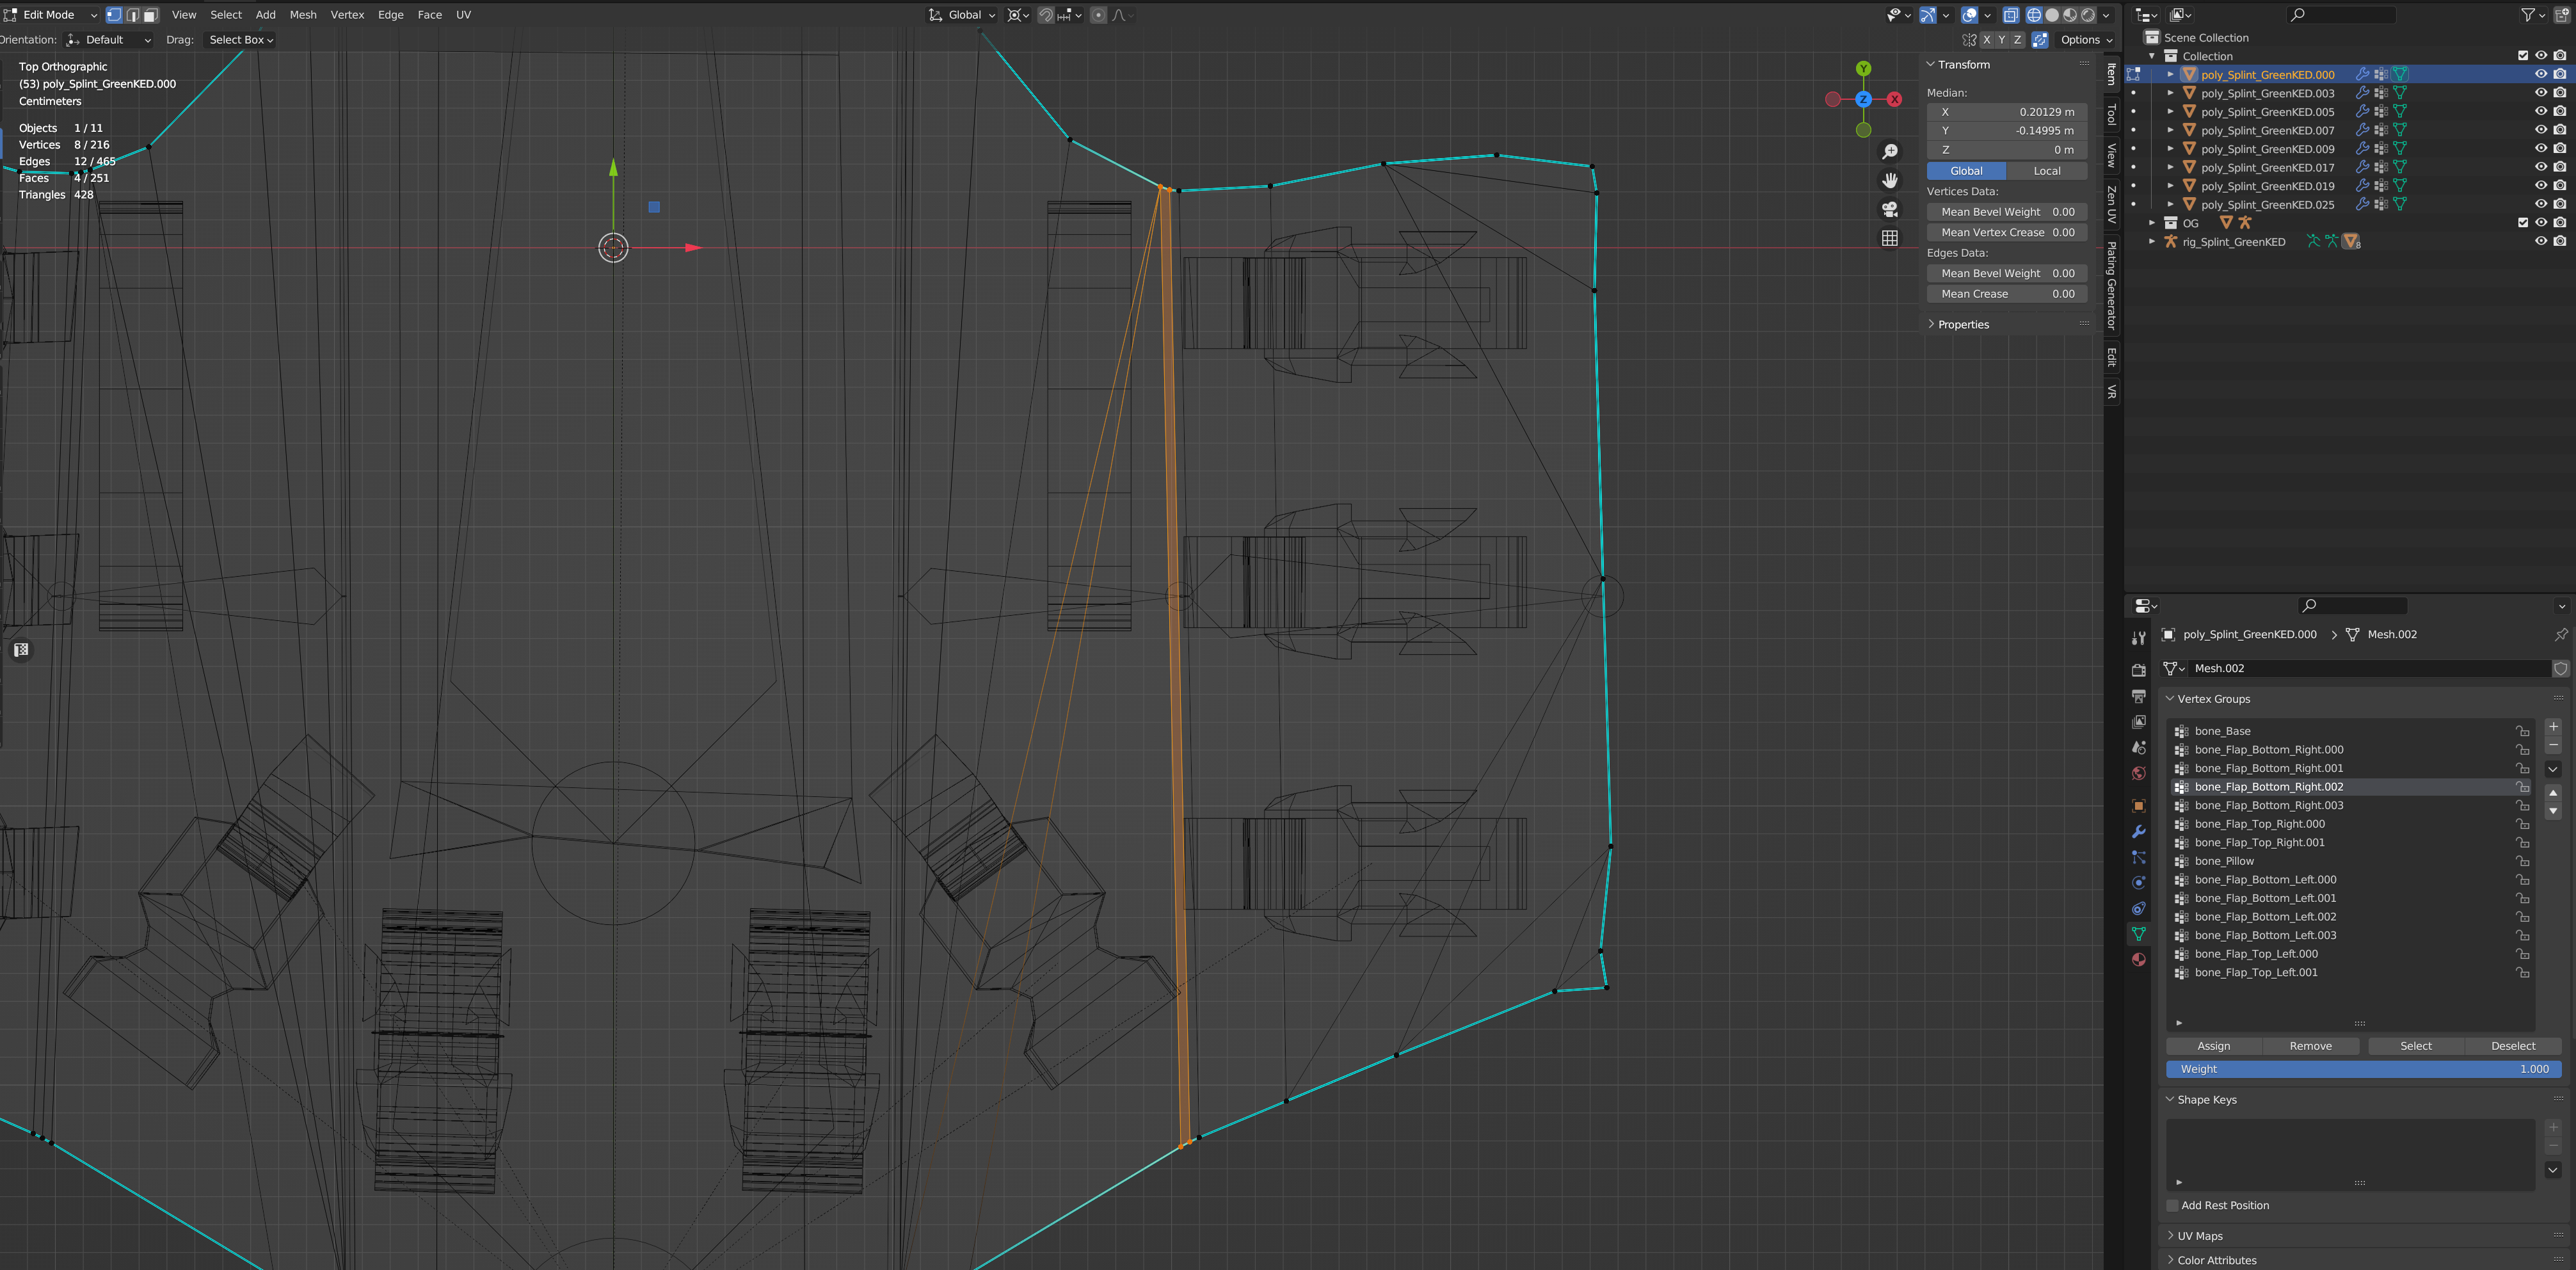 Edit Mode View Select Add Mesh Vertex Edge Face UV Global
Orientation: Default Drag: Select Box X Y Z Options
Top Orthographic
(53) poly_Splint_GreenKED.000
Centimeters
Objects 1 / 11
Vertices 8 / 216
Edges 12 / 465
Faces 4 / 251
Triangles 428
Y
Z
X
Transform
Median:
X 0.20129 m
Y -0.14995 m
Z 0 m
Global Local
Vertices Data:
Mean Bevel Weight 0.00
Mean Vertex Crease 0.00
Edges Data:
Mean Bevel Weight 0.00
Mean Crease 0.00
Properties
Item
Tool
View
Zen UV
Plating Generator
Edit
VR
Scene Collection
Collection
poly_Splint_GreenKED.000
poly_Splint_GreenKED.003
poly_Splint_GreenKED.005
poly_Splint_GreenKED.007
poly_Splint_GreenKED.009
poly_Splint_GreenKED.017
poly_Splint_GreenKED.019
poly_Splint_GreenKED.025
OG
rig_Splint_GreenKED 8
poly_Splint_GreenKED.000 Mesh.002
Mesh.002
Vertex Groups
bone_Base
bone_Flap_Bottom_Right.000
bone_Flap_Bottom_Right.001
bone_Flap_Bottom_Right.002
bone_Flap_Bottom_Right.003
bone_Flap_Top_Right.000
bone_Flap_Top_Right.001
bone_Pillow
bone_Flap_Bottom_Left.000
bone_Flap_Bottom_Left.001
bone_Flap_Bottom_Left.002
bone_Flap_Bottom_Left.003
bone_Flap_Top_Left.000
bone_Flap_Top_Left.001
Assign Remove Select Deselect
Weight 1.000
Shape Keys
Add Rest Position
UV Maps
Color Attributes